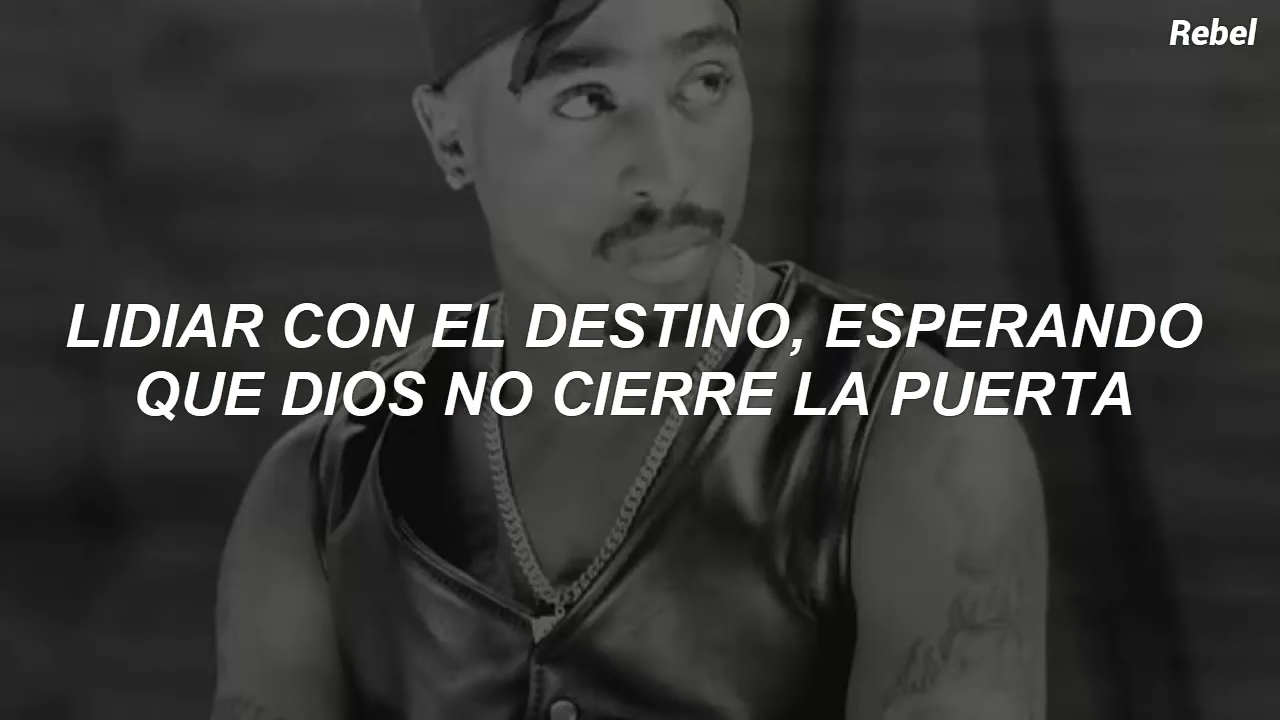 Rebel
LIDIAR CON EL DESTINO, ESPERANDO
QUE DIOS NO CIERRE LA PUERTA